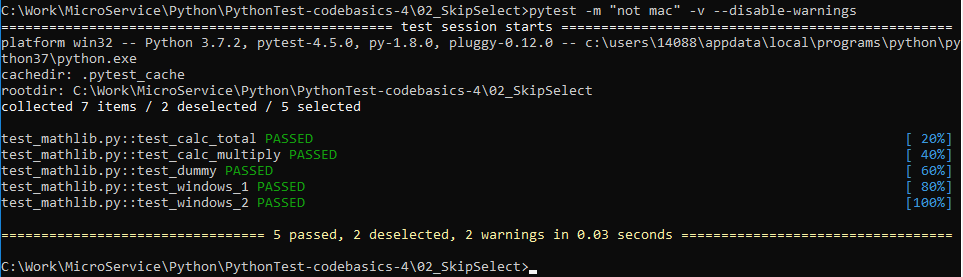 C:\Work\MicroService\Python\PythonTest-codebasics-4\02_SkipSelect>pytest -m "not mac" -v --disable-warnings
================================================= test session starts =================================================
platform win32 -- Python 3.7.2, pytest-4.5.0, py-1.8.0, pluggy-0.12.0 -- c:\users\14088\appdata\local\programs\python\py
thon37\python.exe
cachedir: .pytest_cache
rootdir: C:\Work\MicroService\Python\PythonTest-codebasics-4\02_SkipSelect
collected 7 items / 2 deselected / 5 selected
test_mathlib.py::test_calc_total PASSED [ 20%]
test_mathlib.py::test_calc_multiply PASSED [ 40%]
test_mathlib.py::test_dummy PASSED [ 60%]
test_mathlib.py::test_windows_1 PASSED [ 80%]
test_mathlib.py::test_windows_2 PASSED [100%]
================================= 5 passed, 2 deselected, 2 warnings in 0.03 seconds ==================================
C:\Work\MicroService\Python\PythonTest-codebasics-4\02_SkipSelect>